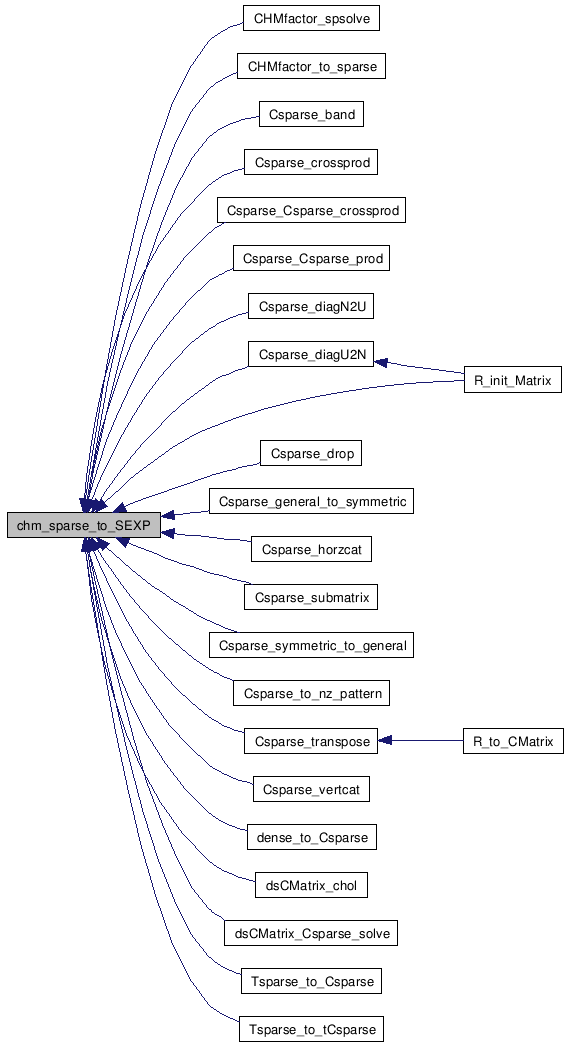 CHMfactor_spsolve
CHMfactor_to_sparse
Csparse_band
Csparse_crossprod
Csparse_Csparse_crossprod
Csparse_Csparse_prod
Csparse_diagN2U
Csparse_diagU2N
R_init_Matrix
Csparse_drop
Csparse_general_to_symmetric
chm_sparse_to_SEXP
Csparse_horzcat
Csparse_submatrix
Csparse_symmetric_to_general
Csparse_to_nz_pattern
Csparse_transpose
R_to_CMatrix
Csparse_vertcat
dense_to_Csparse
dsCMatrix_chol
dsCMatrix_Csparse_solve
Tsparse_to_Csparse
Tsparse_to_tCsparse